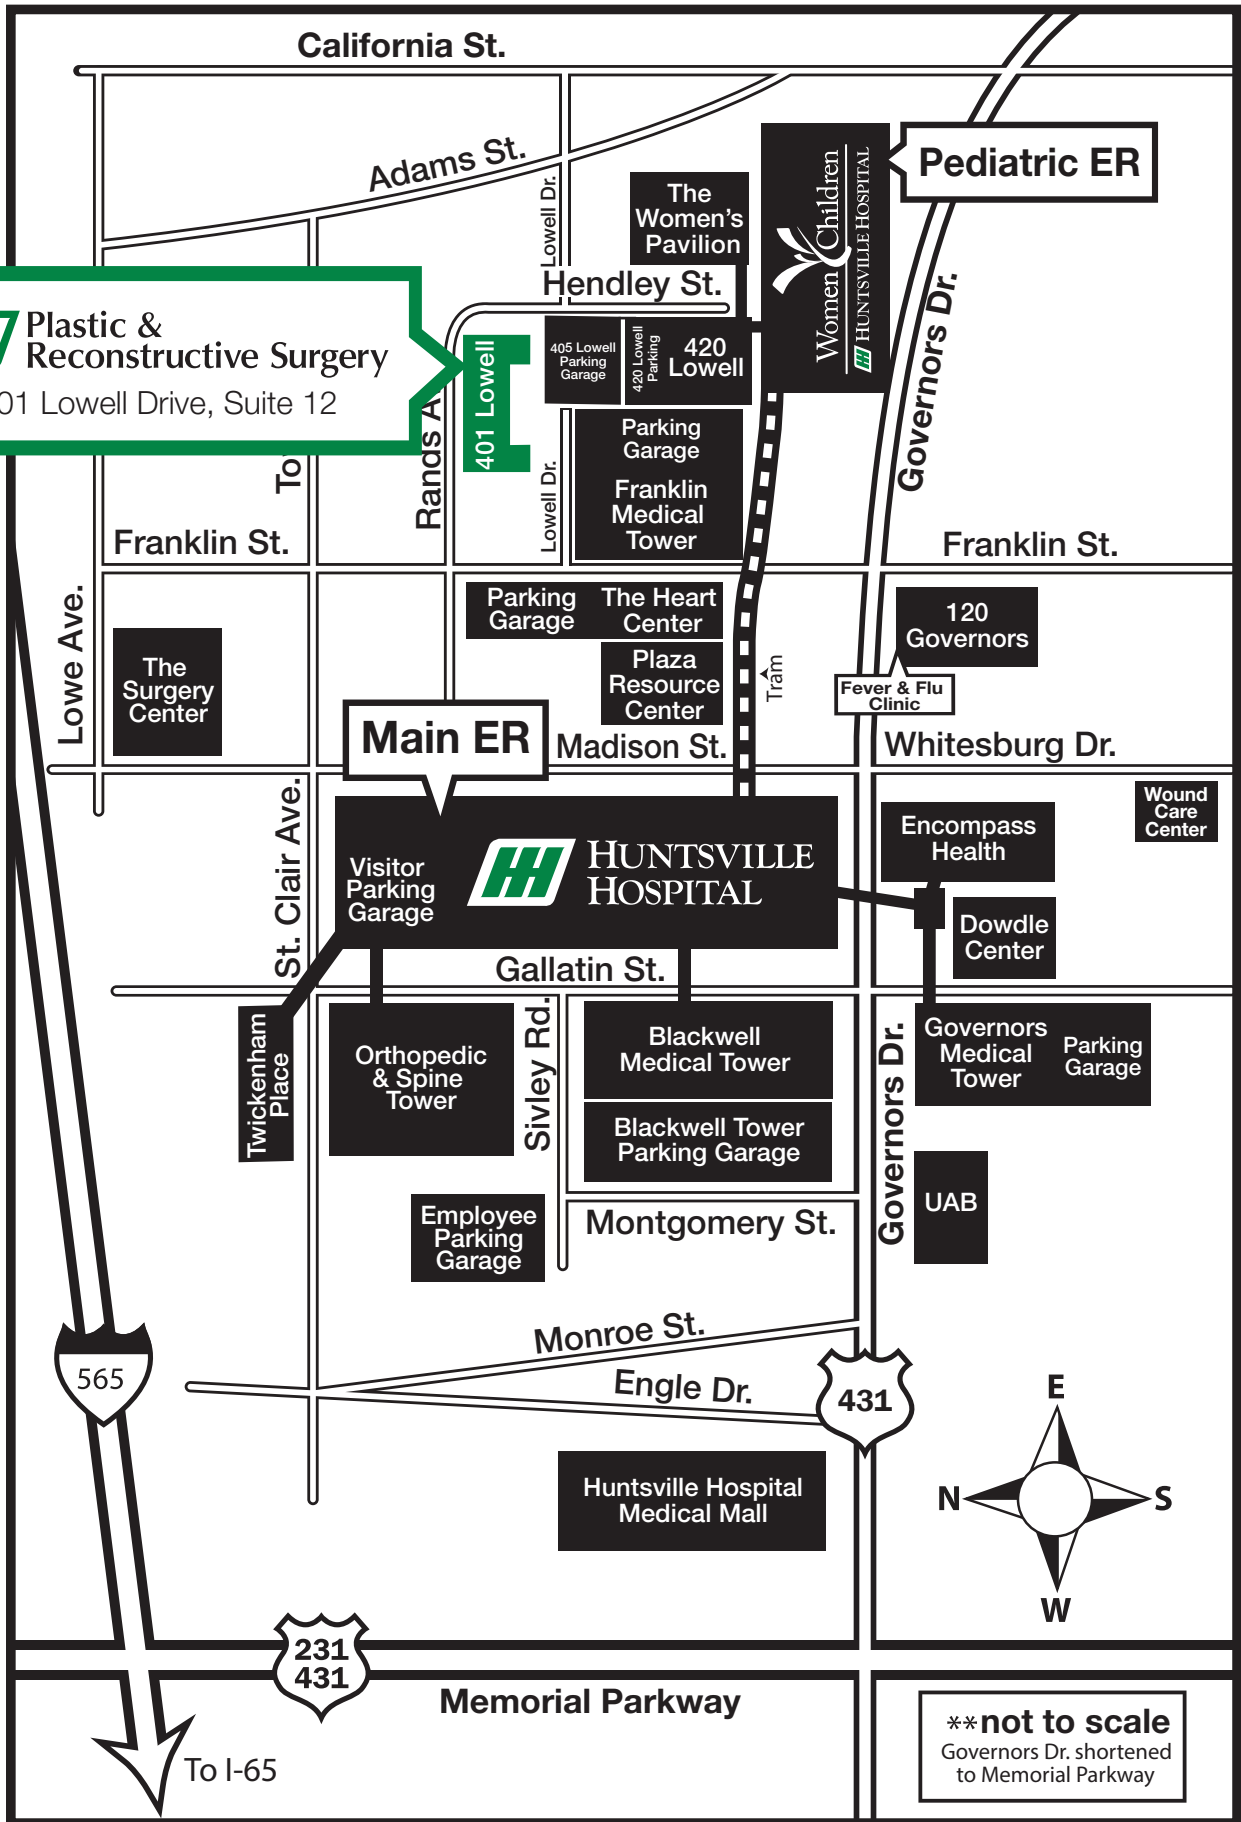 California St.
Adams St.
Lowell Dr.
The
Women's
Pavilion
Women & Children
HUNTSVILLE HOSPITAL
Pediatric ER
Hendley St.
Governors Dr.
Plastic &
Reconstructive Surgery
01 Lowell Drive, Suite 12
401 Lowell
405 Lowell
Parking
Garage
420 Lowell
Parking
420
Lowell
To
Rands A
Lowell Dr.
Parking
Garage
Franklin
Medical
Tower
Governors Dr.
Franklin St.
Franklin St.
Lowe Ave.
The
Surgery
Center
Parking
Garage
The Heart
Center
Plaza
Resource
Center
Tram
120
Governors
Fever & Flu
Clinic
Main ER
Madison St.
Whitesburg Dr.
Wound
Care
Center
St. Clair Ave.
Visitor
Parking
Garage
HUNTSVILLE
HOSPITAL
Encompass
Health
Dowdle
Center
Gallatin St.
Twickenham
Place
Orthopedic
& Spine
Tower
Sivley Rd.
Blackwell
Medical Tower
Blackwell Tower
Parking Garage
Governors Dr.
Governors
Medical
Tower
Parking
Garage
UAB
Employee
Parking
Garage
Montgomery St.
Monroe St.
Engle Dr.
565
431
Huntsville Hospital
Medical Mall
E
N
S
W
231
431
Memorial Parkway
To I-65
**not to scale
Governors Dr. shortened
to Memorial Parkway